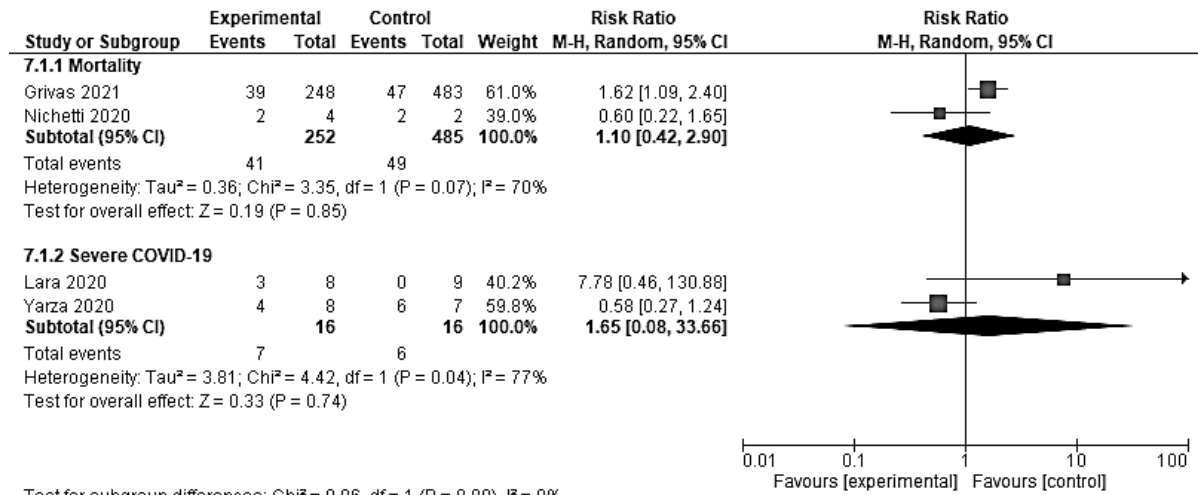 Experimental Control Risk Ratio Risk Ratio
Study or Subgroup Events Total Events Total Weight M-H, Random, 95% CI M-H, Random, 95% CI
7.1.1 Mortality
Grivas 2021 39 248 47 483 61.0% 1.62 [1.09, 2.40]
Nichetti 2020 2 4 2 2 39.0% 0.60 [0.22, 1.65]
Subtotal (95% CI) 252 485 100.0% 1.10 [0.42, 2.90]
Total events 41 49
Heterogeneity: Tau² = 0.36; Chi² = 3.35, df = 1 (P = 0.07); I² = 70%
Test for overall effect: Z = 0.19 (P = 0.85)
7.1.2 Severe COVID-19
Lara 2020 3 8 0 9 40.2% 7.78 [0.46, 130.88]
Yarza 2020 4 8 6 7 59.8% 0.58 [0.27, 1.24]
Subtotal (95% CI) 16 16 100.0% 1.65 [0.08, 33.66]
Total events 7 6
Heterogeneity: Tau² = 3.81; Chi² = 4.42, df = 1 (P = 0.04); I² = 77%
Test for overall effect: Z = 0.33 (P = 0.74)
0.01 0.1 1 10 100
Favours [experimental] Favours [control]
Test for subgroup differences: Chi² = df = 1 (P = I² = 0%